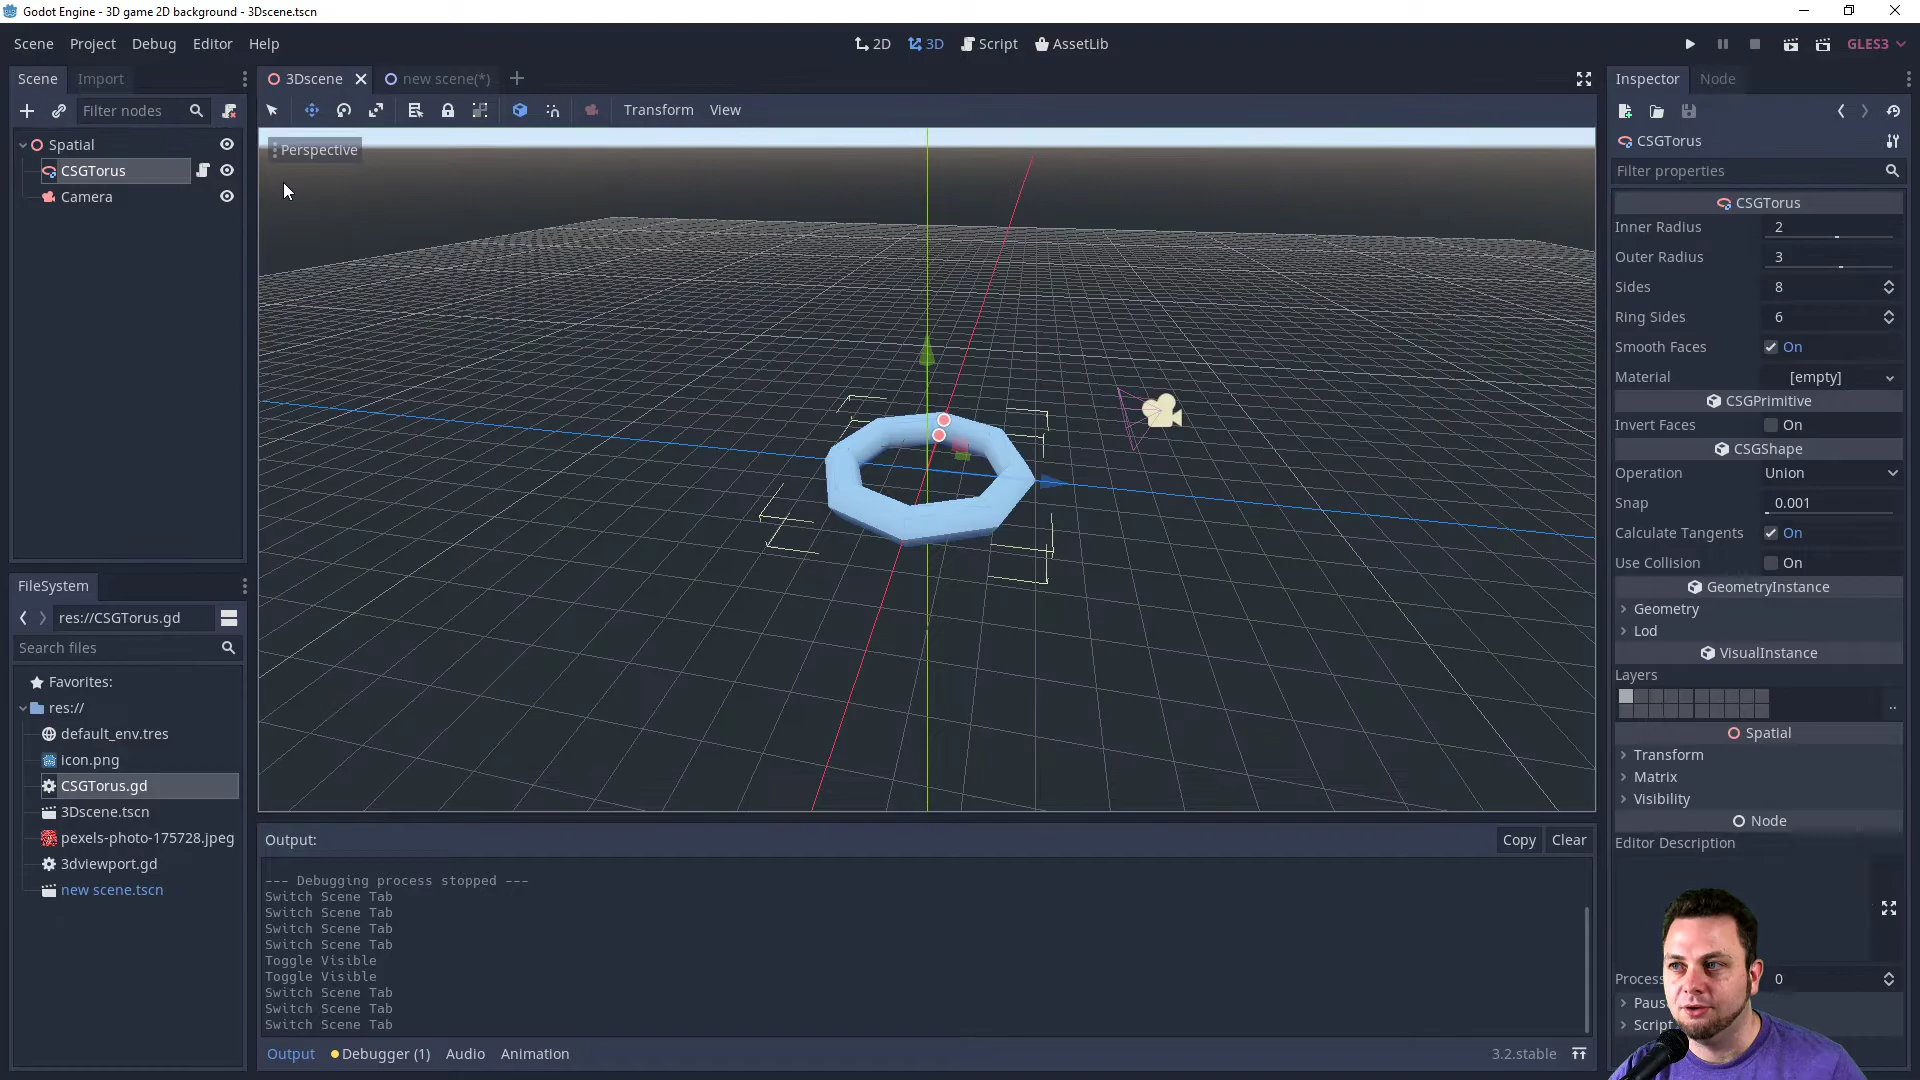 Godot Engine - 3D game 2D background - 3Dscene.tscn
Scene Project Debug Editor Help
2D 3D Script AssetLib
GLES3
Scene Import
Filter nodes
Spatial
CSGTorus
Camera
FileSystem
res://CSGTorus.gd
Search files
Favorites:
res://
default_env.tres
icon.png
CSGTorus.gd
3Dscene.tscn
pexels-photo-175728.jpeg
3dviewport.gd
new scene.tscn
3Dscene new scene(*)
Transform View
Perspective
Output:
Copy Clear
--- Debugging process stopped ---
Switch Scene Tab
Switch Scene Tab
Switch Scene Tab
Switch Scene Tab
Toggle Visible
Toggle Visible
Switch Scene Tab
Switch Scene Tab
Switch Scene Tab
Output Debugger (1) Audio Animation
3.2.stable
Inspector Node
CSGTorus
Filter properties
CSGTorus
Inner Radius 2
Outer Radius 3
Sides 8
Ring Sides 6
Smooth Faces On
Material [empty]
CSGPrimitive
Invert Faces On
CSGShape
Operation Union
Snap 0.001
Calculate Tangents On
Use Collision On
GeometryInstance
Geometry
Lod
VisualInstance
Layers
..
Spatial
Transform
Matrix
Visibility
Node
Editor Description
Process 0
Script